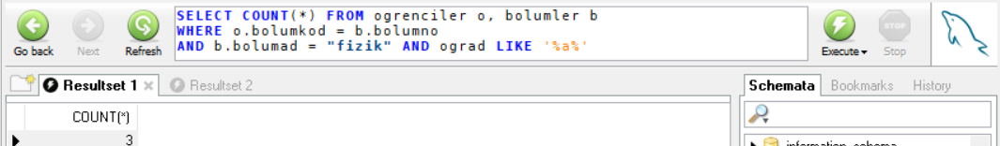 SELECT COUNT(*) FROM ogrenciler o, bolumler b
WHERE o.bolumkod = b.bolumno
AND b.bolumad = "fizik" AND ograd LIKE '%a%'
Go back Next Refresh Execute Stop
STOP
Resultset 1 Resultset 2
Schemata Bookmarks History
COUNT(*)
3
information_schema